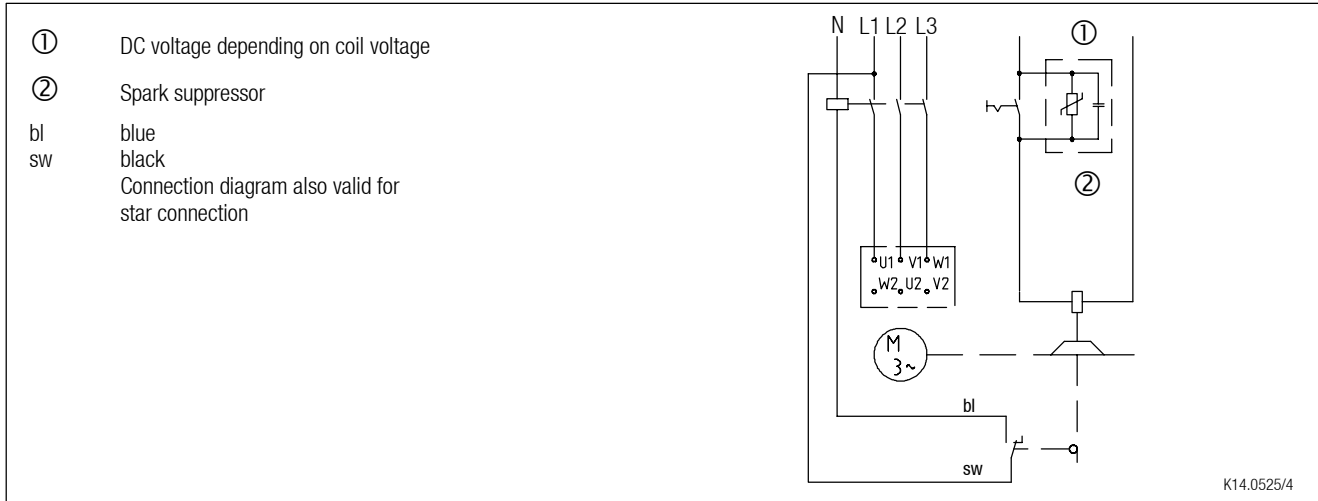 ① DC voltage depending on coil voltage
② Spark suppressor
bl blue
sw black
Connection diagram also valid for
star connection
N L1 L2 L3
①
②
U1 V1 W1
W2 U2 V2
M
3~
bl
sw
K14.0525/4